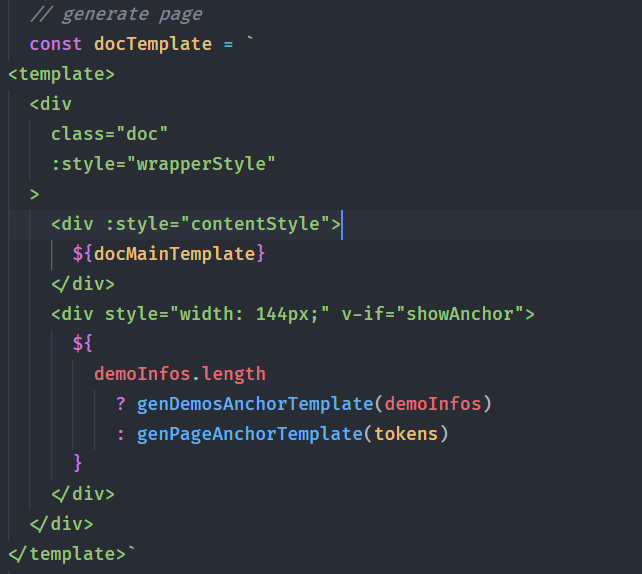 // generate page
const docTemplate = `
<template>
<div
class="doc"
:style="wrapperStyle"
>
<div :style="contentStyle">
${docMainTemplate}
</div>
<div style="width: 144px;" v-if="showAnchor">
${
demoInfos.length
? genDemosAnchorTemplate(demoInfos)
: genPageAnchorTemplate(tokens)
}
</div>
</div>
</template>`